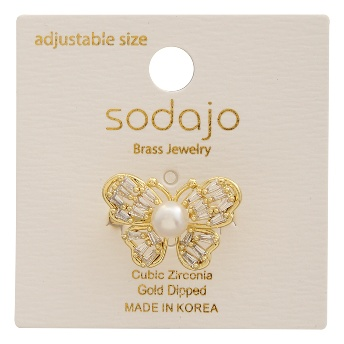 adjustable size
sodajo
Brass Jewelry
Cubic Zirconia
Gold Dipped
MADE IN KOREA